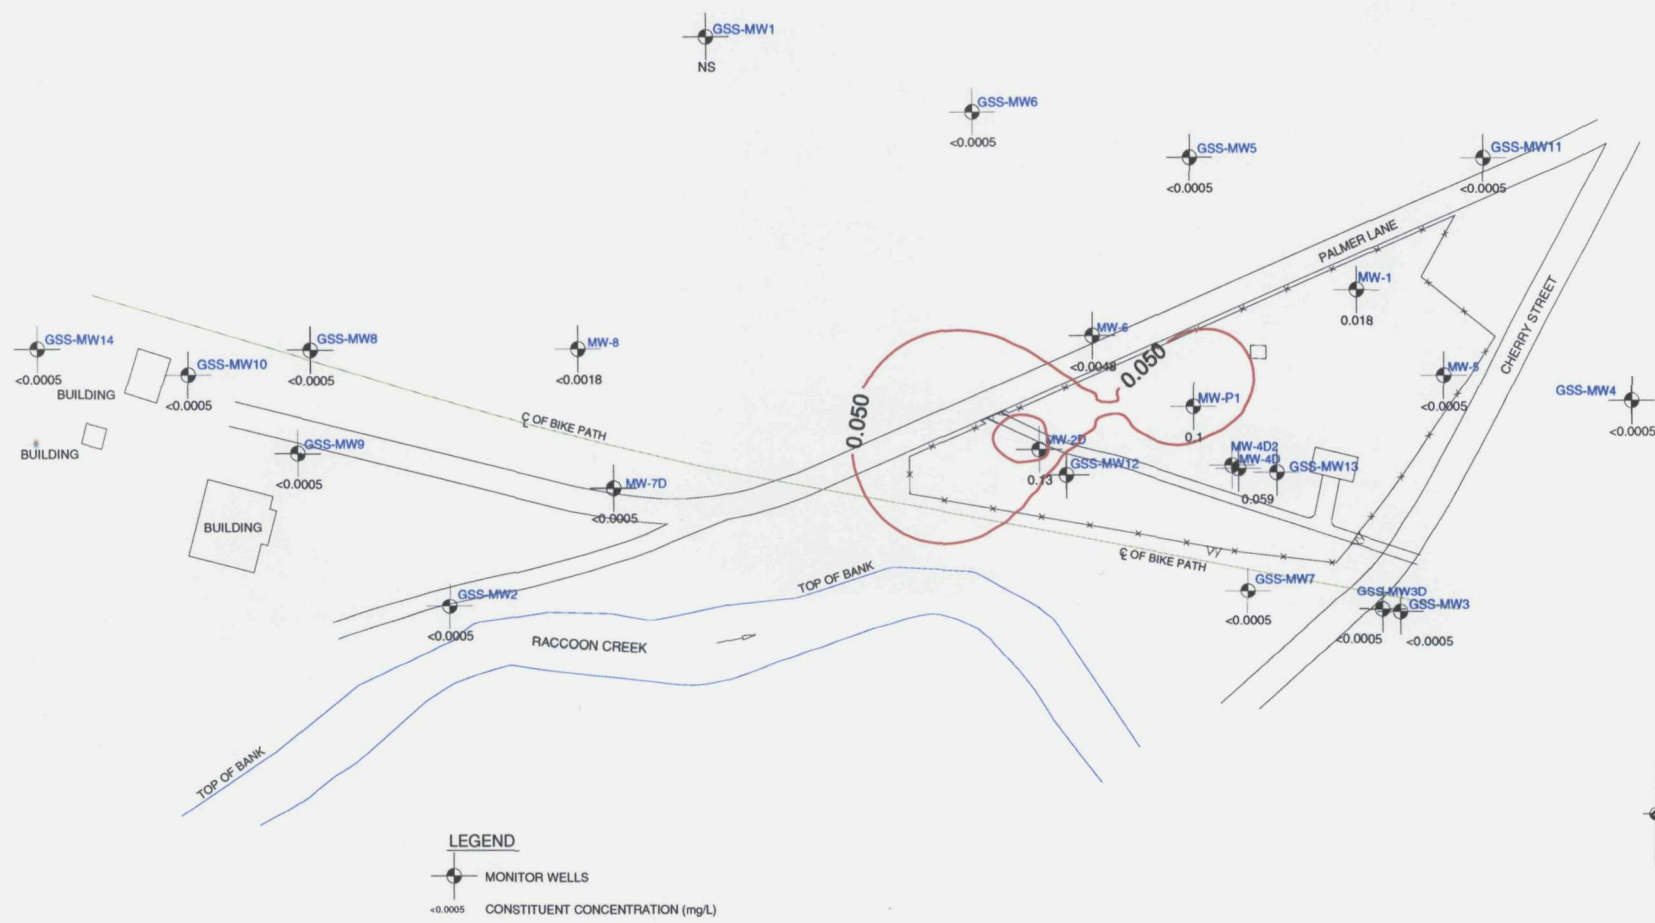 GSS-MW1
NS
GSS-MW6
<0.0005
GSS-MW5
<0.0005
GSS-MW11
<0.0005
PALMER LANE
MW-1
0.018
CHERRY STREET
GSS-MW14
<0.0005
GSS-MW8
<0.0005
MW-8
<0.0018
MW-6
<0.0048
0.050
GSS-MW10
<0.0005
BUILDING
MW-5
<0.0005
GSS-MW4
<0.0005
0.050
MW-P1
0.1
℄ OF BIKE PATH
BUILDING
GSS-MW9
<0.0005
MW-2D
0.13
GSS-MW12
MW-4D2
MW-4D
0.059
GSS-MW13
MW-7D
<0.0005
BUILDING
℄ OF BIKE PATH
TOP OF BANK
GSS-MW7
<0.0005
GSS-MW3D
<0.0005
GSS-MW3
<0.0005
GSS-MW2
<0.0005
RACCOON CREEK
TOP OF BANK
LEGEND
MONITOR WELLS
<0.0005 CONSTITUENT CONCENTRATION (mg/L)